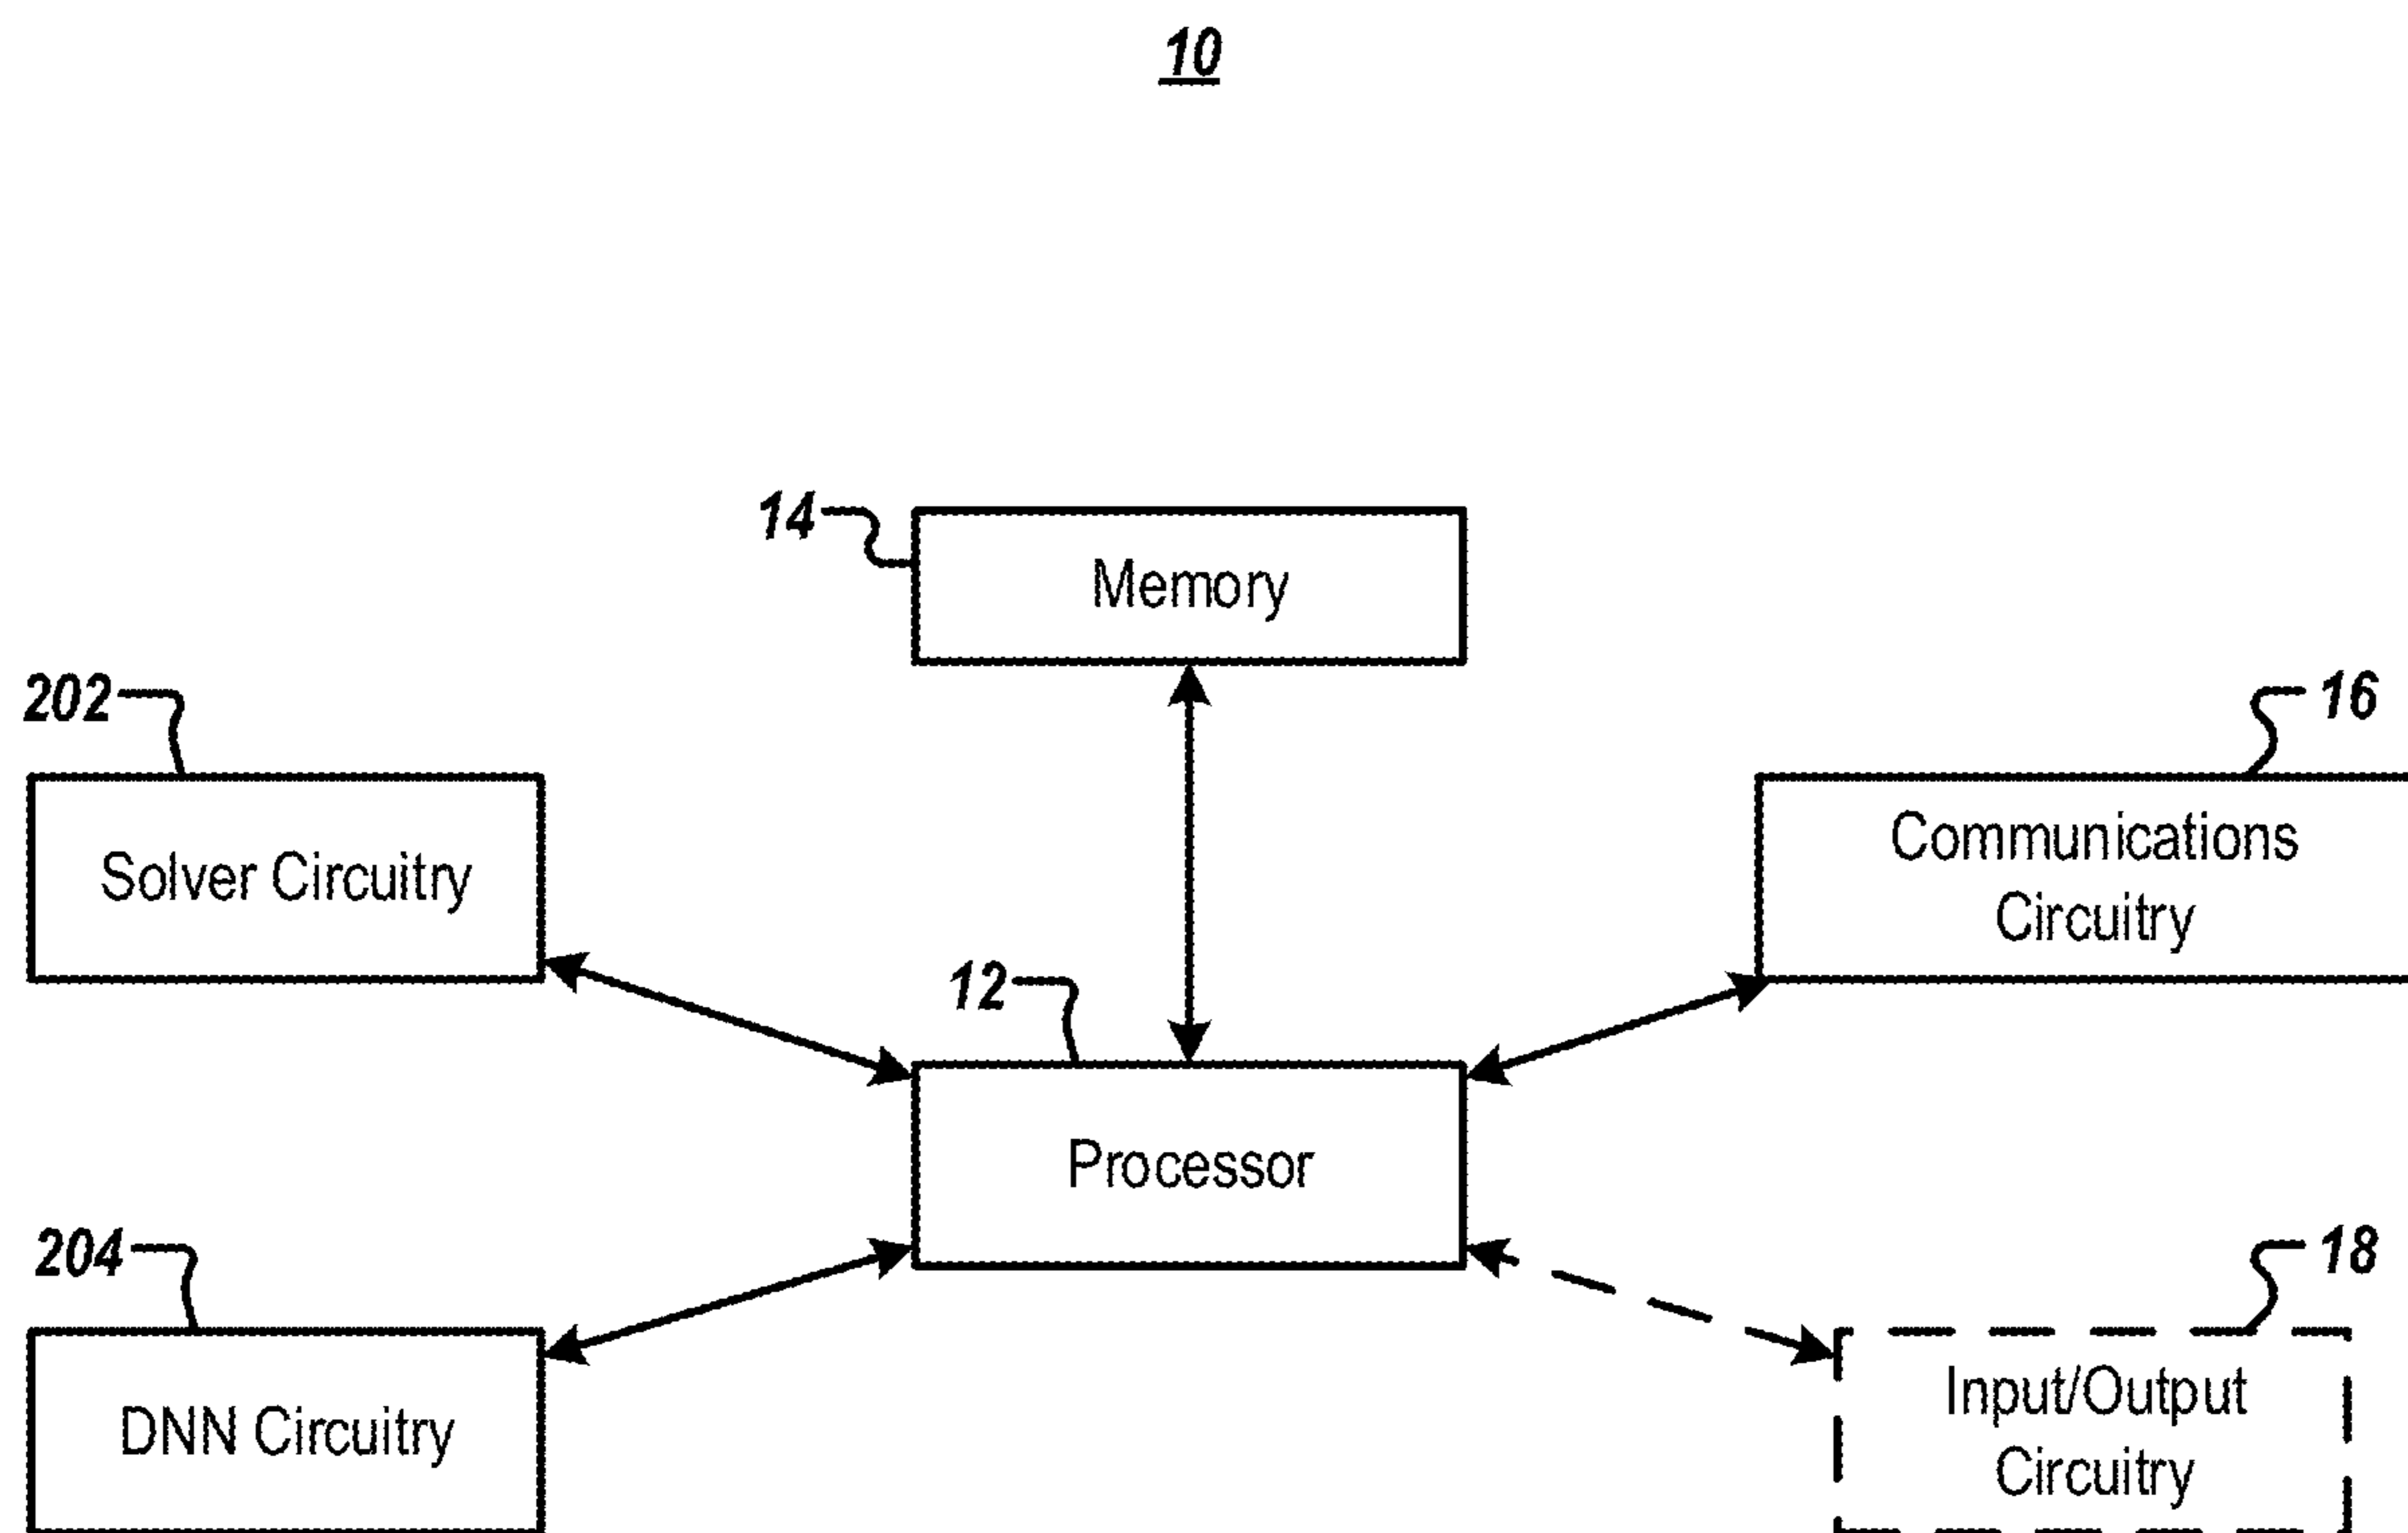 10
14
Memory
202
16
Solver Circuitry
Communications
Circuitry
12
Processor
204
18
DNN Circuitry
Input/Output
Circuitry